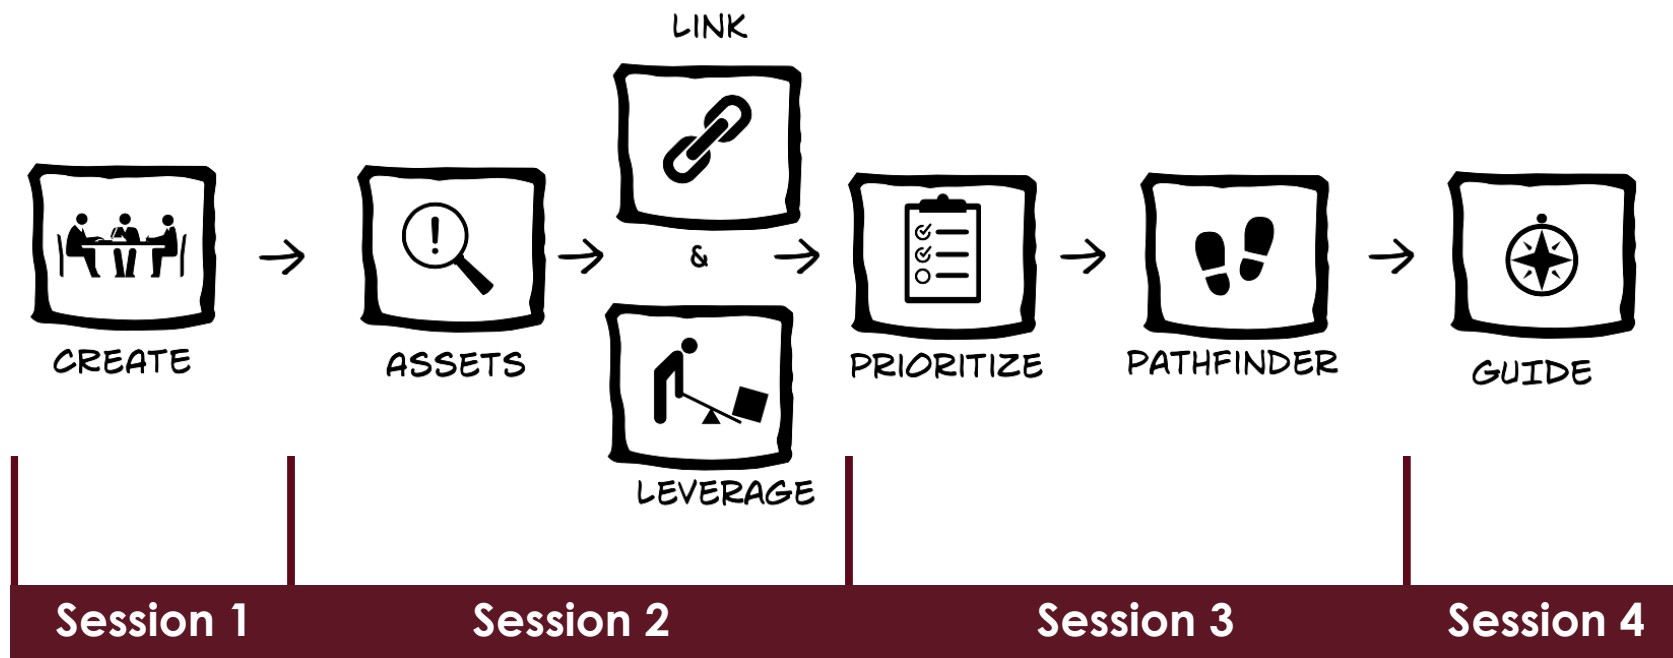 LINK
&
CREATE
ASSETS
LEVERAGE
PRIORITIZE
PATHFINDER
GUIDE
Session 1
Session 2
Session 3
Session 4